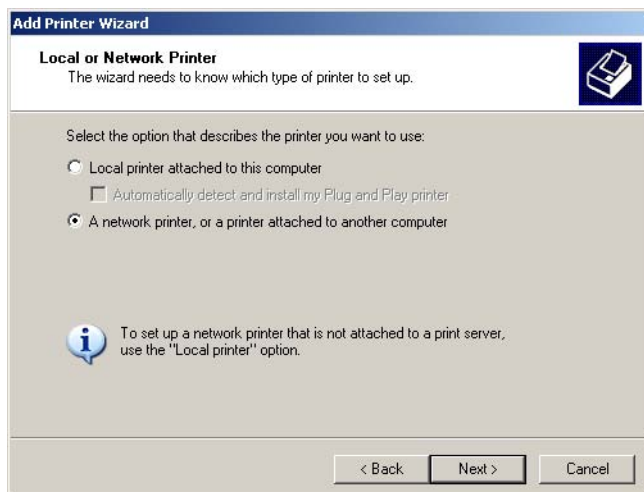 Add Printer Wizard
Local or Network Printer
The wizard needs to know which type of printer to set up.
Select the option that describes the printer you want to use:
Local printer attached to this computer
Automatically detect and install my Plug and Play printer
A network printer, or a printer attached to another computer
To set up a network printer that is not attached to a print server,
use the "Local printer" option.
< Back Next > Cancel